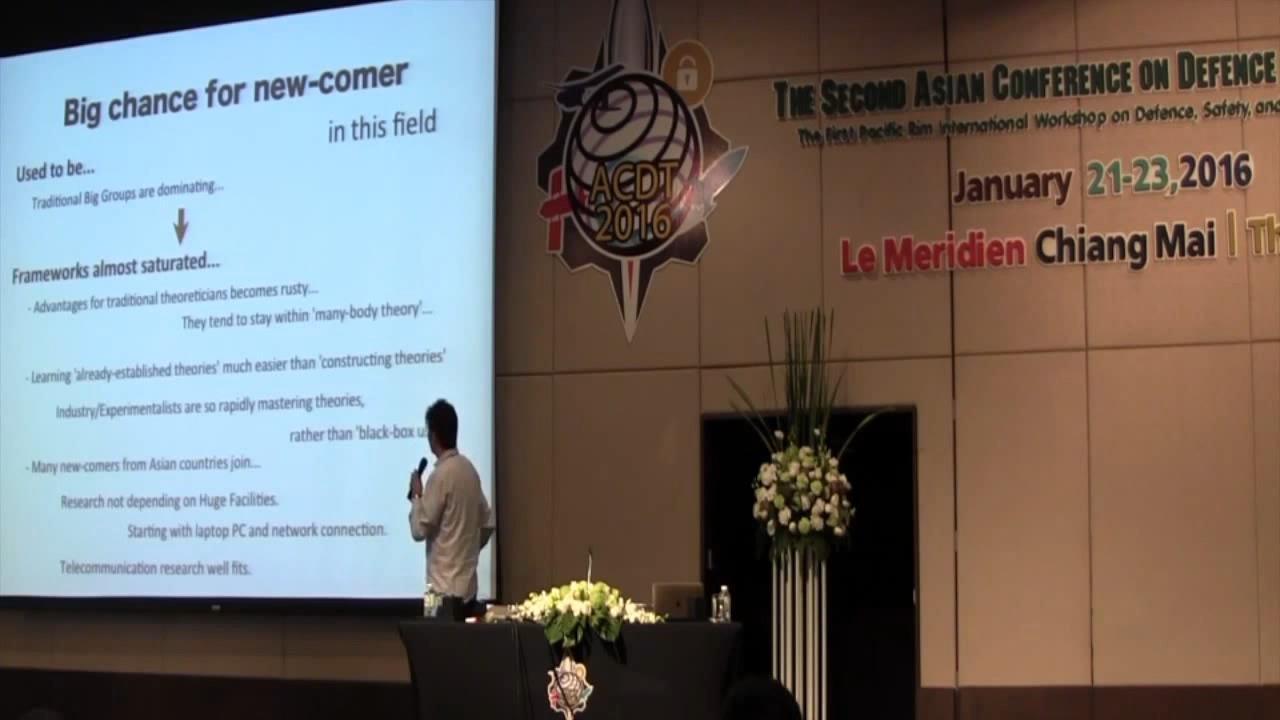 Big chance for new-comer
in this field
Used to be...
Traditional Big Groups are dominating...
Frameworks almost saturated...
- Advantages for traditional theoreticians becomes rusty...
They tend to stay within 'many-body theory'...
- Learning 'already-established theories' much easier than 'constructing theories'
Industry/Experimentalists are so rapidly mastering theories,
rather than 'black-box
- Many new-comers from Asian countries join...
Research not depending on Huge Facilities.
Starting with laptop PC and network connection.
Telecommunication research well fits.
ACDT
2016
The Second Asian Conference on Defence
The First Pacific Rim International Workshop on Defence, Safety, and
January 21-23,2016
Le Meridien Chiang Mai |